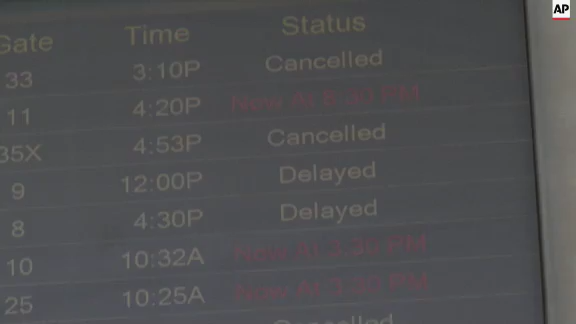 AP
Gate Time Status
33 3:10P Cancelled
11 4:20P Now At 5:30 PM
35X 4:53P Cancelled
9 12:00P Delayed
8 4:30P Delayed
10 10:32A Now At 3:30 PM
25 10:25A Now At 3:32 PM
Cancelled